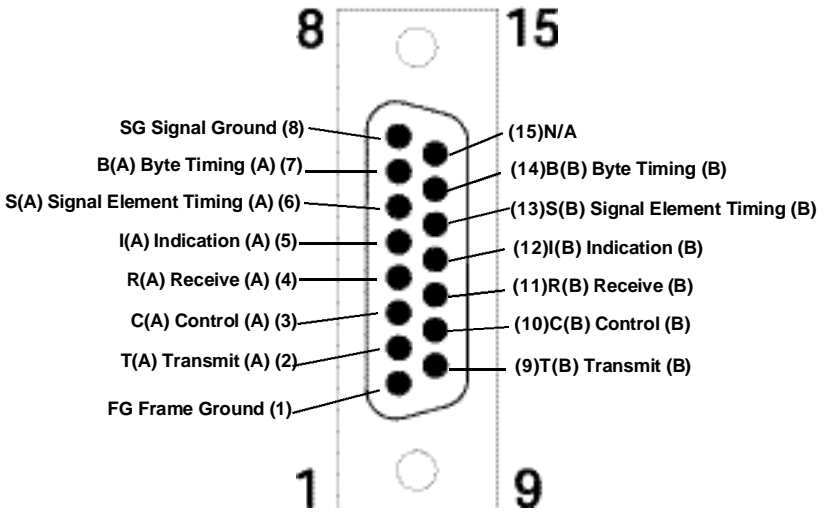 8
15
SG Signal Ground (8)
(15)N/A
B(A) Byte Timing (A) (7)
(14)B(B) Byte Timing (B)
S(A) Signal Element Timing (A) (6)
(13)S(B) Signal Element Timing (B)
I(A) Indication (A) (5)
(12)I(B) Indication (B)
R(A) Receive (A) (4)
(11)R(B) Receive (B)
C(A) Control (A) (3)
(10)C(B) Control (B)
T(A) Transmit (A) (2)
(9)T(B) Transmit (B)
FG Frame Ground (1)
1
9